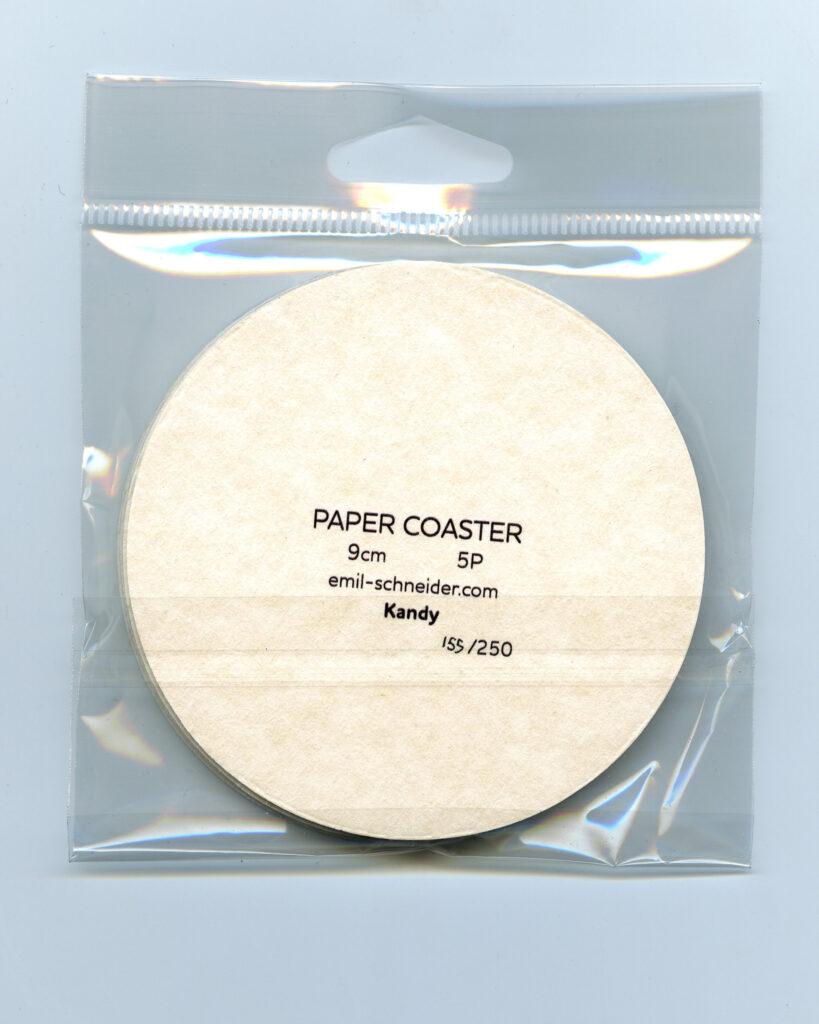 PAPER COASTER
9cm 5P
emil-schneider.com
Kandy
155/250